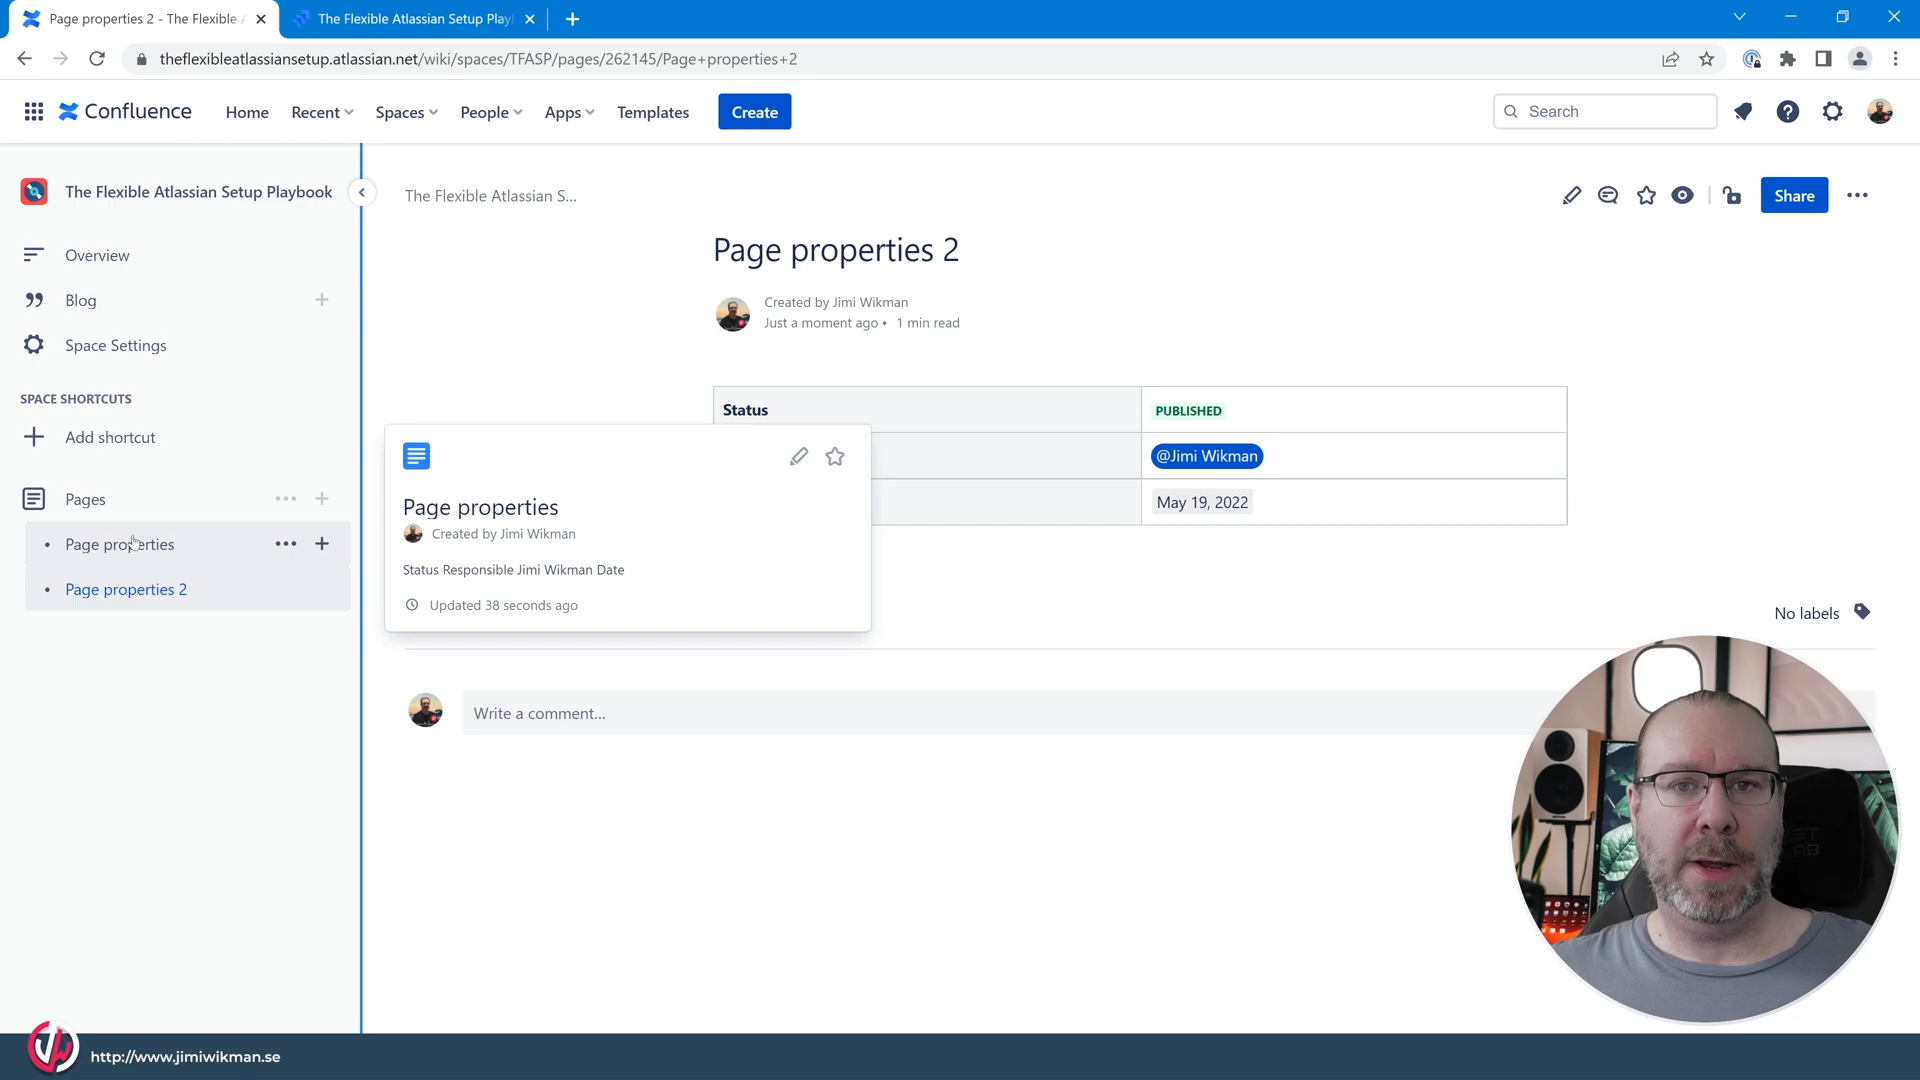 Page properties 2 - The Flexible A
The Flexible Atlassian Setup Play
theflexibleatlassiansetup.atlassian.net/wiki/spaces/TFASP/pages/262145/Page+properties+2
Confluence
Home
Recent
Spaces
People
Apps
Templates
Create
Search
The Flexible Atlassian Setup Playbook
Overview
Blog
Space Settings
SPACE SHORTCUTS
Add shortcut
Pages
Page properties
Page properties 2
The Flexible Atlassian S...
Share
Page properties 2
Created by Jimi Wikman
Just a moment ago • 1 min read
Status
PUBLISHED
@Jimi Wikman
May 19, 2022
Page properties
Created by Jimi Wikman
Status Responsible Jimi Wikman Date
Updated 38 seconds ago
No labels
Write a comment...
http://www.jimiwikman.se